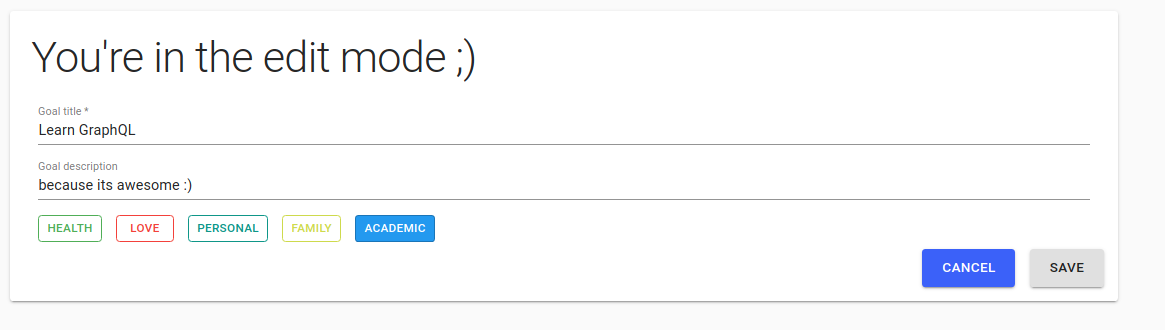 You're in the edit mode ;)
Goal title *
Learn GraphQL
Goal description
because its awesome :)
HEALTH LOVE PERSONAL FAMILY ACADEMIC
CANCEL SAVE